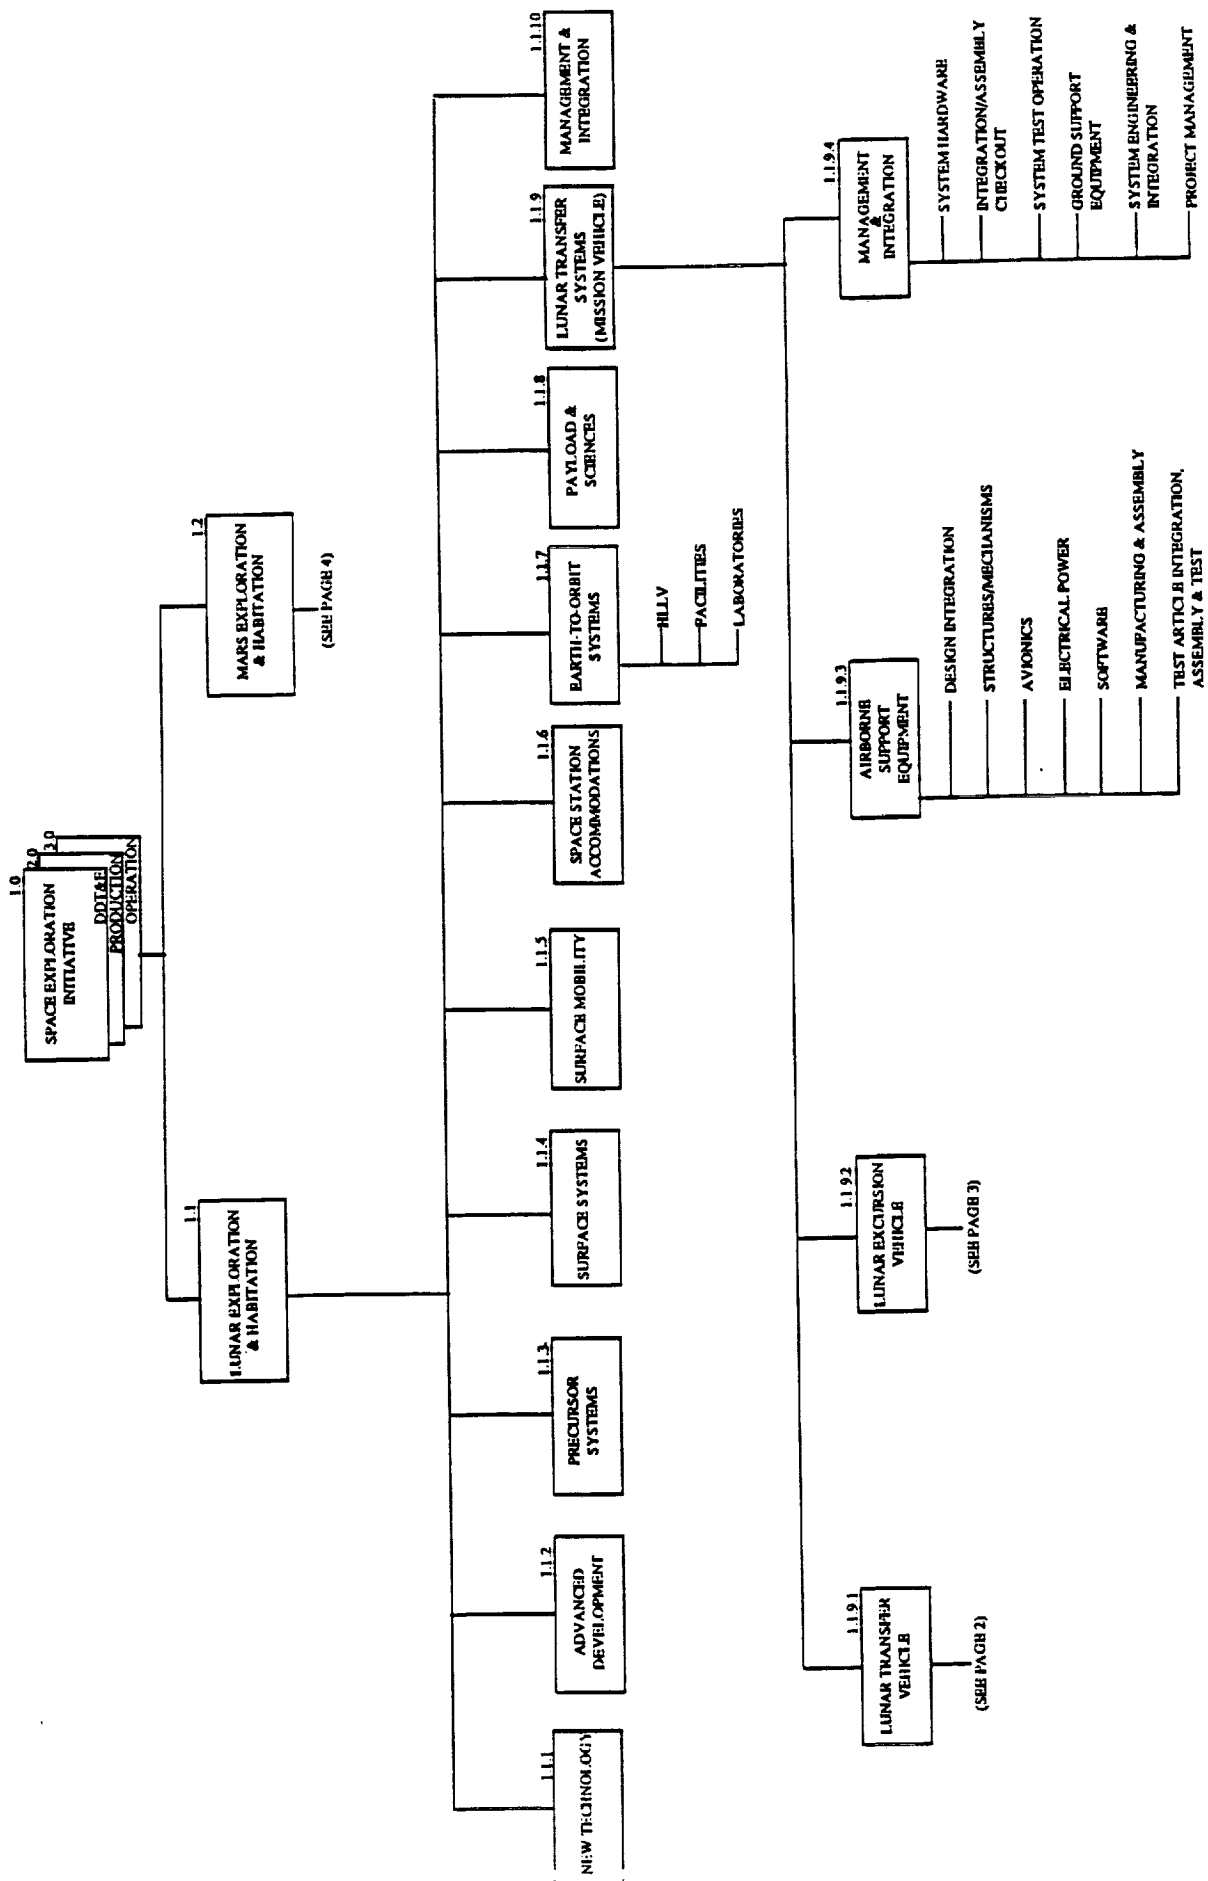 1.0
SPACE EXPLORATION
INITIATIVE
DDT&E
2.0
PRODUCTION
3.0
OPERATION
1.1
LUNAR EXPLORATION
& HABITATION
1.2
MARS EXPLORATION
& HABITATION
(SEE PAGE 4)
1.1.1
NEW TECHNOLOGY
1.1.2
ADVANCED
DEVELOPMENT
1.1.3
PRECURSOR
SYSTEMS
1.1.4
SURFACE SYSTEMS
1.1.5
SURFACE MOBILITY
1.1.6
SPACE STATION
ACCOMMODATIONS
1.1.7
EARTH-TO-ORBIT
SYSTEMS
HLLV
FACILITIES
LABORATORIES
1.1.8
PAYLOAD &
SCIENCES
1.1.9
LUNAR TRANSFER
SYSTEMS
(MISSION VEHICLE)
1.1.10
MANAGEMENT &
INTEGRATION
1.1.9.1
LUNAR TRANSFER
VEHICLE
(SEE PAGE 2)
1.1.9.2
LUNAR EXCURSION
VEHICLE
(SEE PAGE 3)
1.1.9.3
AIRBORNE
SUPPORT
EQUIPMENT
DESIGN INTEGRATION
STRUCTURES/MECHANISMS
AVIONICS
ELECTRICAL POWER
SOFTWARE
MANUFACTURING & ASSEMBLY
TEST ARTICLE INTEGRATION,
ASSEMBLY & TEST
1.1.9.4
MANAGEMENT
&
INTEGRATION
SYSTEM HARDWARE
INTEGRATION/ASSEMBLY
CHECKOUT
SYSTEM TEST OPERATION
GROUND SUPPORT
EQUIPMENT
SYSTEM ENGINEERING &
INTEGRATION
PROJECT MANAGEMENT